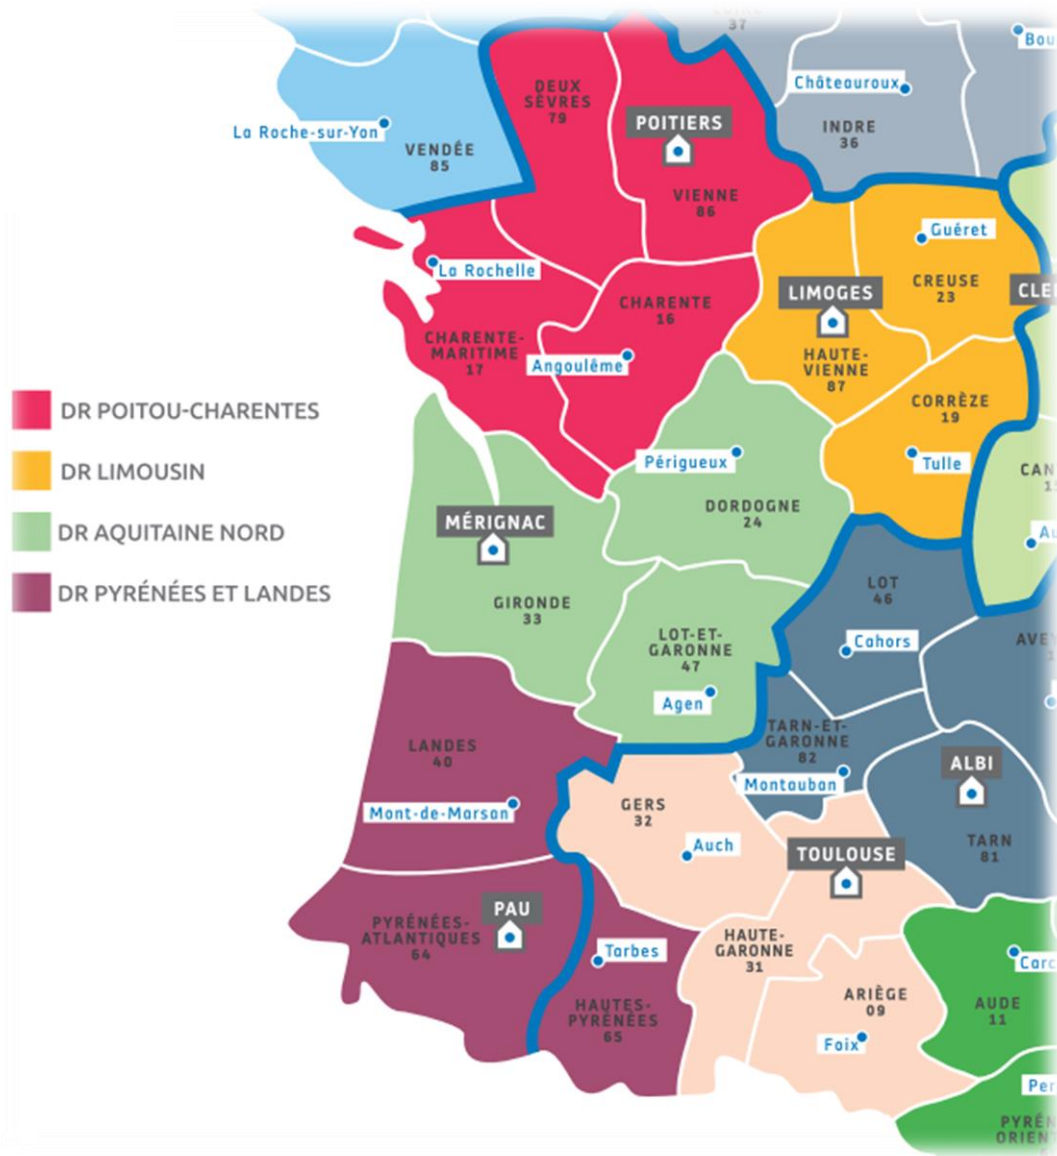 37
Châteauroux
INDRE
36
DEUX
SÈVRES
79
POITIERS
La Roche-sur-Yon
VENDÉE
85
VIENNE
86
Guéret
La Rochelle
CREUSE
23
LIMOGES
CHARENTE
16
CHARENTE-
MARITIME
17
Angoulême
HAUTE-
VIENNE
87
CORRÈZE
19
DR POITOU-CHARENTES
DR LIMOUSIN
DR AQUITAINE NORD
DR PYRÉNÉES ET LANDES
Périgueux
Tulle
DORDOGNE
24
MÉRIGNAC
GIRONDE
33
LOT
46
LOT-ET-
GARONNE
47
Cahors
Agen
TARN-ET-
GARONNE
82
LANDES
40
ALBI
Montauban
Mont-de-Marsan
GERS
32
Auch
TOULOUSE
TARN
81
PAU
PYRÉNÉES-
ATLANTIQUES
64
Tarbes
HAUTE-
GARONNE
31
HAUTES-
PYRÉNÉES
65
ARIÈGE
09
Foix
AUDE
11